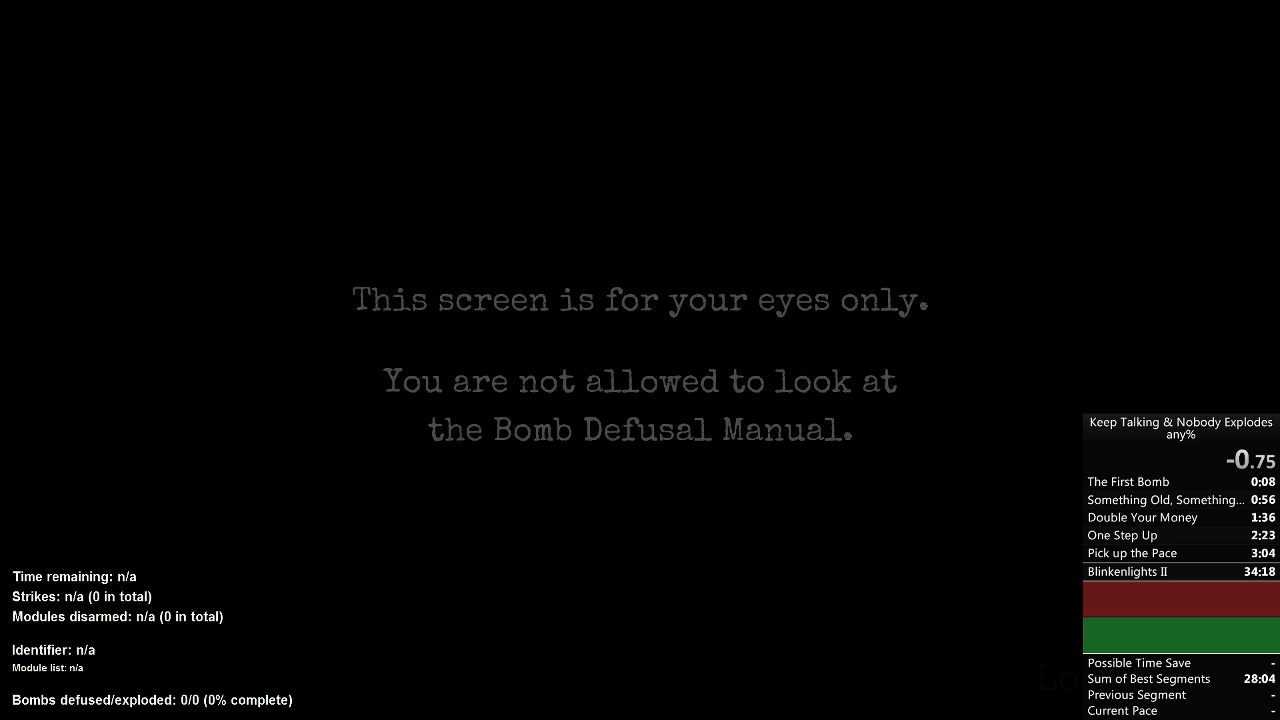 This screen is for your eyes only.
You are not allowed to look at
the Bomb Defusal Manual.
Keep Talking & Nobody Explodes
any%
-0.75
The First Bomb 0:08
Something Old, Something... 0:56
Double Your Money 1:36
One Step Up 2:23
Pick up the Pace 3:04
Blinkenlights II 34:18
Possible Time Save -
Sum of Best Segments 28:04
Previous Segment -
Current Pace -
Time remaining: n/a
Strikes: n/a (0 in total)
Modules disarmed: n/a (0 in total)
Identifier: n/a
Module list: n/a
Bombs defused/exploded: 0/0 (0% complete)